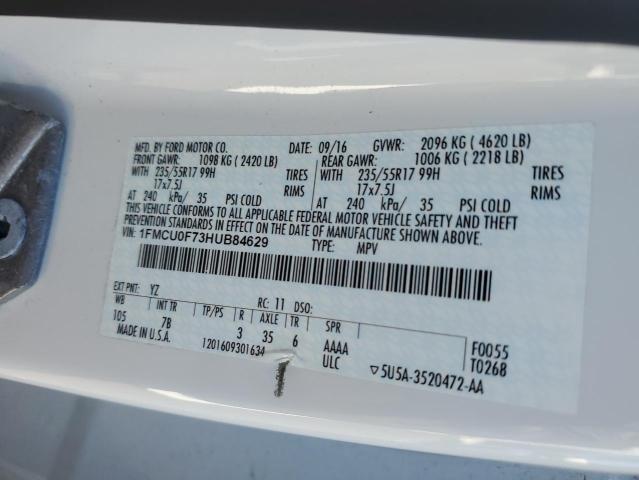 MFD. BY FORD MOTOR CO. DATE: 09/16 GVWR: 2096 KG ( 4620 LB)
FRONT GAWR: 1098 KG ( 2420 LB) REAR GAWR: 1006 KG ( 2218 LB)
WITH 235/55R17 99H TIRES WITH 235/55R17 99H TIRES
17x7.5J RIMS 17x7.5J RIMS
AT 240 kPa/ 35 PSI COLD AT 240 kPa/ 35 PSI COLD
THIS VEHICLE CONFORMS TO ALL APPLICABLE FEDERAL MOTOR VEHICLE SAFETY AND THEFT
PREVENTION STANDARDS IN EFFECT ON THE DATE OF MANUFACTURE SHOWN ABOVE.
VIN: 1FMCU0F73HUB84629 TYPE: MPV
EXT PNT: YZ RC: 11 DSO:
WB INT TR TP/PS R AXLE TR SPR
105 7B 3 35 6 AAAA F0055
MADE IN U.S.A. 1201609301634 ULC T0268
▽5U5A-3520472-AA